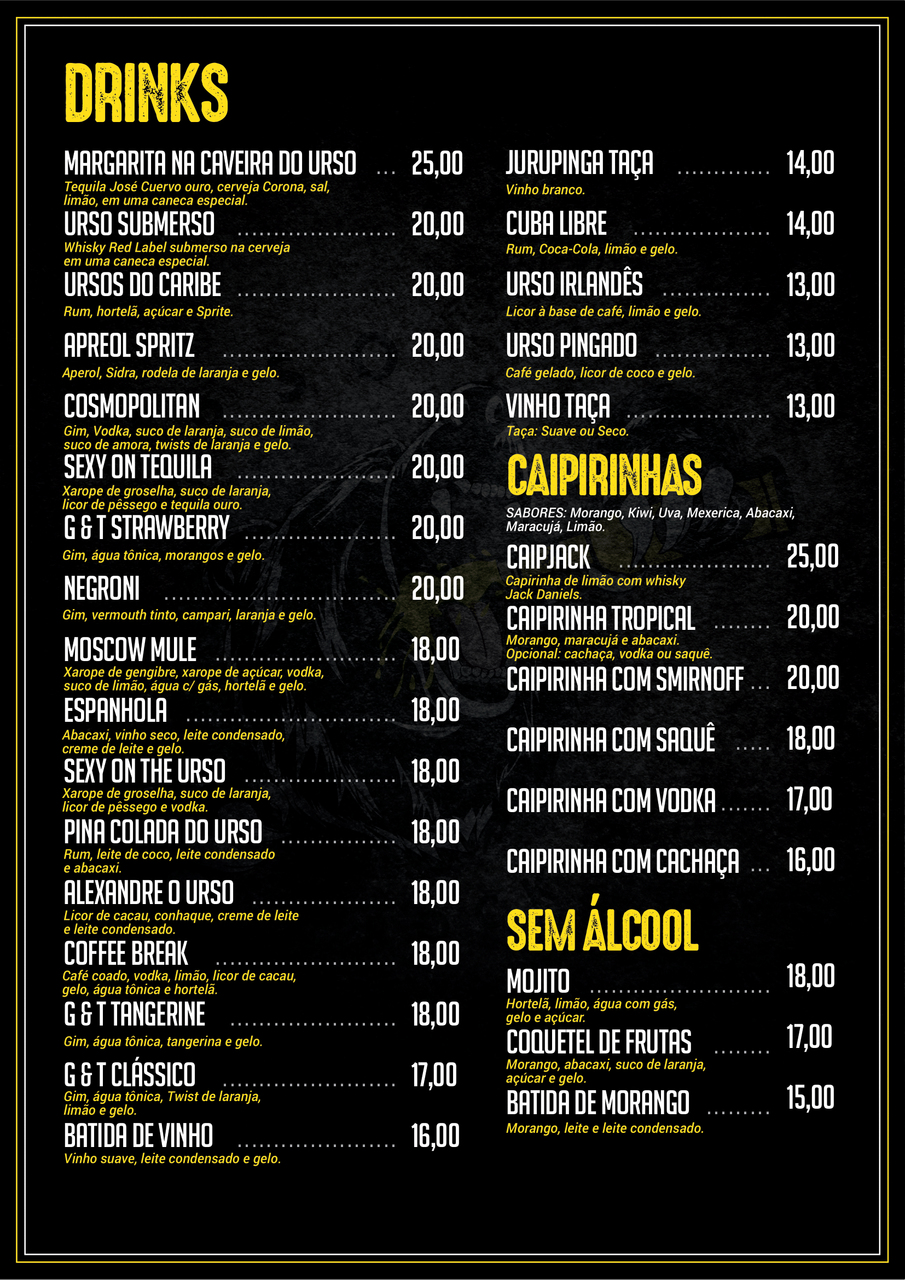 DRINKS
MARGARITA NA CAVEIRA DO URSO ... 25,00
Tequila José Cuervo ouro, cerveja Corona, sal,
limão, em uma caneca especial.
URSO SUBMERSO ...................... 20,00
Whisky Red Label submerso na cerveja
em uma caneca especial.
URSOS DO CARIBE ...................... 20,00
Rum, hortelã, açúcar e Sprite.
APREOL SPRITZ ........................ 20,00
Aperol, Sidra, rodela de laranja e gelo.
COSMOPOLITAN ........................ 20,00
Gim, Vodka, suco de laranja, suco de limão,
suco de amora, twists de laranja e gelo.
SEXY ON TEQUILA ...................... 20,00
Xarope de groselha, suco de laranja,
licor de pêssego e tequila ouro.
G & T STRAWBERRY ..................... 20,00
Gim, água tônica, morangos e gelo.
NEGRONI ................................ 20,00
Gim, vermouth tinto, campari, laranja e gelo.
MOSCOW MULE ......................... 18,00
Xarope de gengibre, xarope de açúcar, vodka,
suco de limão, água c/ gás, hortelã e gelo.
ESPANHOLA ............................. 18,00
Abacaxi, vinho seco, leite condensado,
creme de leite e gelo.
SEXY ON THE URSO ..................... 18,00
Xarope de groselha, suco de laranja,
licor de pêssego e vodka.
PINA COLADA DO URSO ................ 18,00
Rum, leite de coco, leite condensado
e abacaxi.
ALEXANDRE O URSO .................... 18,00
Licor de cacau, conhaque, creme de leite
e leite condensado.
COFFEE BREAK ......................... 18,00
Café coado, vodka, limão, licor de cacau,
gelo, água tônica e hortelã.
G & T TANGERINE ....................... 18,00
Gim, água tônica, tangerina e gelo.
G & T CLÁSSICO ........................ 17,00
Gim, água tônica, Twist de laranja,
limão e gelo.
BATIDA DE VINHO ...................... 16,00
Vinho suave, leite condensado e gelo.
JURUPINGA TAÇA ............. 14,00
Vinho branco.
CUBA LIBRE ................... 14,00
Rum, Coca-Cola, limão e gelo.
URSO IRLANDÊS ............... 13,00
Licor à base de café, limão e gelo.
URSO PINGADO ................ 13,00
Café gelado, licor de coco e gelo.
VINHO TAÇA .................... 13,00
Taça: Suave ou Seco.
CAIPIRINHAS
SABORES: Morango, Kiwi, Uva, Mexerica, Abacaxi,
Maracujá, Limão.
CAIPJACK ..................... 25,00
Capirinha de limão com whisky
Jack Daniels.
CAIPIRINHA TROPICAL ........ 20,00
Morango, maracujá e abacaxi.
Opcional: cachaça, vodka ou saquê.
CAIPIRINHA COM SMIRNOFF ... 20,00
CAIPIRINHA COM SAQUÊ ..... 18,00
CAIPIRINHA COM VODKA ....... 17,00
CAIPIRINHA COM CACHAÇA ... 16,00
SEM ÁLCOOL
MOJITO ......................... 18,00
Hortelã, limão, água com gás,
gelo e açúcar.
COQUETEL DE FRUTAS ........ 17,00
Morango, abacaxi, suco de laranja,
açúcar e gelo.
BATIDA DE MORANGO ......... 15,00
Morango, leite e leite condensado.